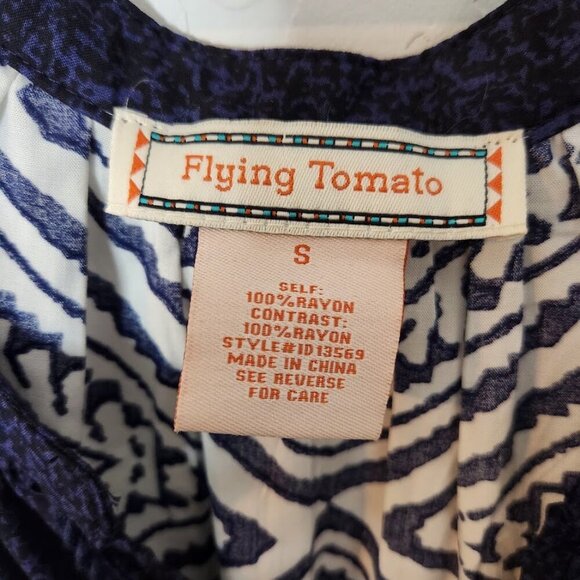 Flying Tomato
S
SELF:
100%RAYON
CONTRAST:
100%RAYON
STYLE#ID13569
MADE IN CHINA
SEE REVERSE
FOR CARE